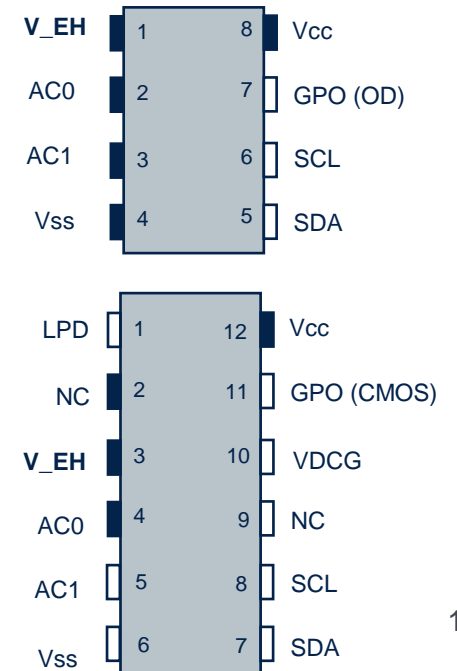 V_EH 1 8 Vcc
AC0 2 7 GPO (OD)
AC1 3 6 SCL
Vss 4 5 SDA
LPD 1 12 Vcc
NC 2 11 GPO (CMOS)
V_EH 3 10 VDCG
AC0 4 9 NC
AC1 5 8 SCL
1
Vss 6 7 SDA